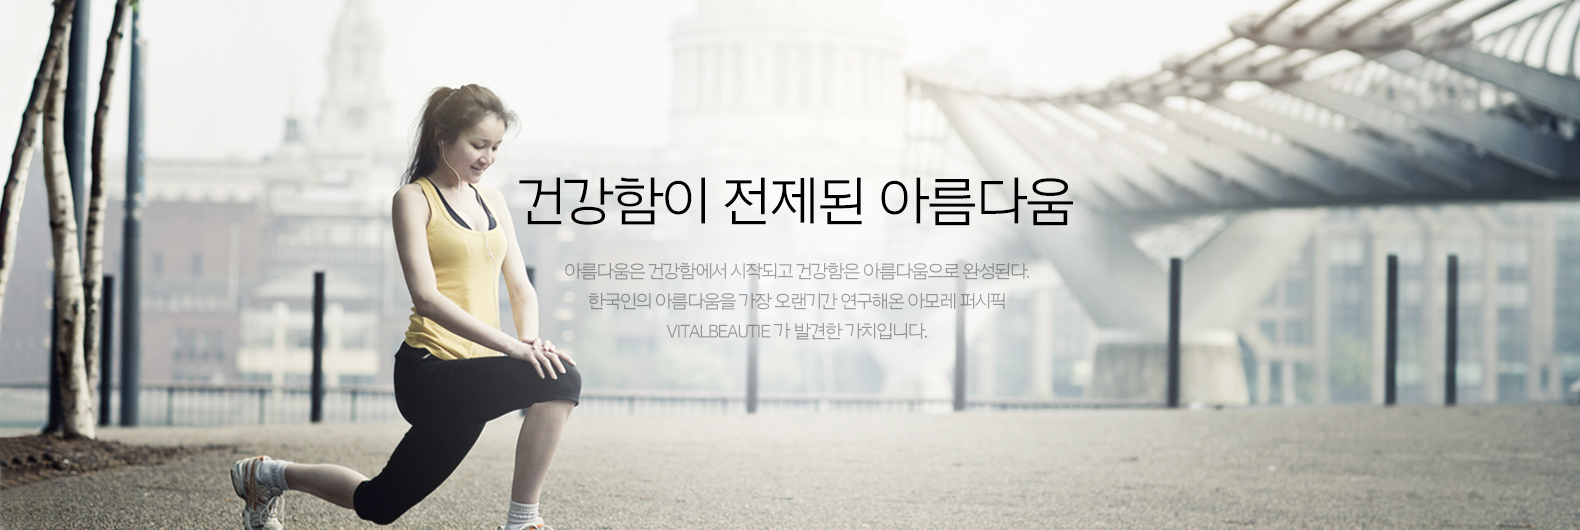 건강함이 전제된 아름다움
아름다움은 건강함에서 시작되고 건강함은 아름다움으로 완성된다.
한국인의 아름다움을 가장 오랜기간 연구해온 아모레 퍼시픽
VITALBEAUTIE 가 발견한 가치입니다.